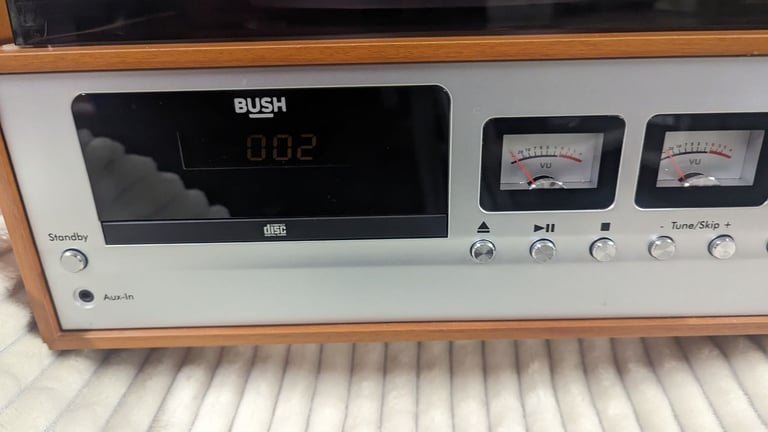 BUSH
002
disc
VU
VU
Standby
- Tune/Skip +
Aux-In